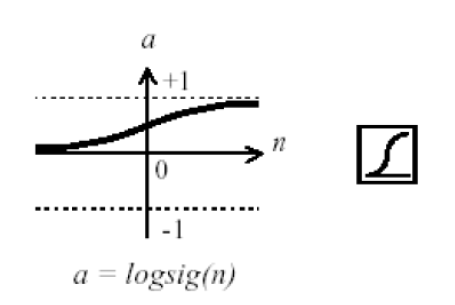 a
+1
n
0
-1
a = logsig(n)